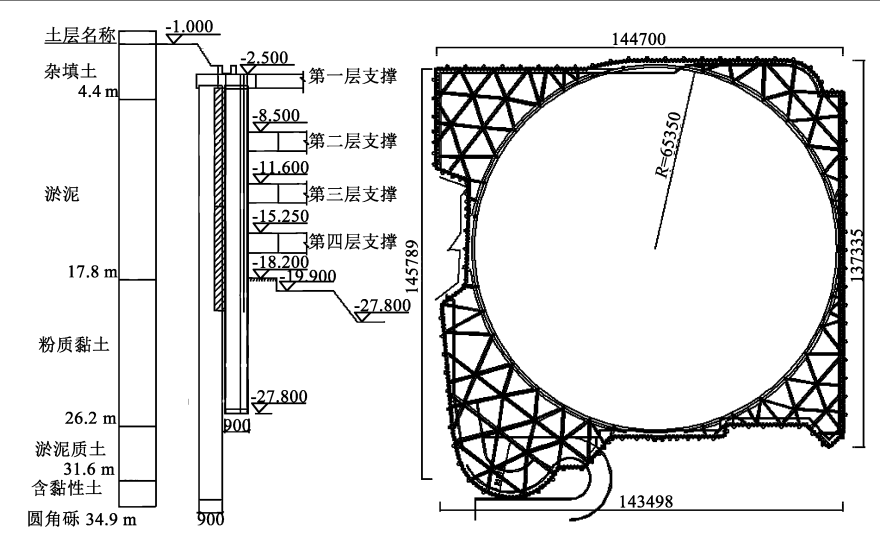 土层名称
杂填土
4.4 m
淤泥
17.8 m
粉质黏土
26.2 m
淤泥质土
31.6 m
含黏性土
圆角砾 34.9 m
-1.000
-2.500
第一层支撑
-8.500
第二层支撑
-11.600
第三层支撑
-15.250
第四层支撑
-18.200
-19.900
-27.800
-27.800
900
900
144700
R=65350
145789
137335
143498